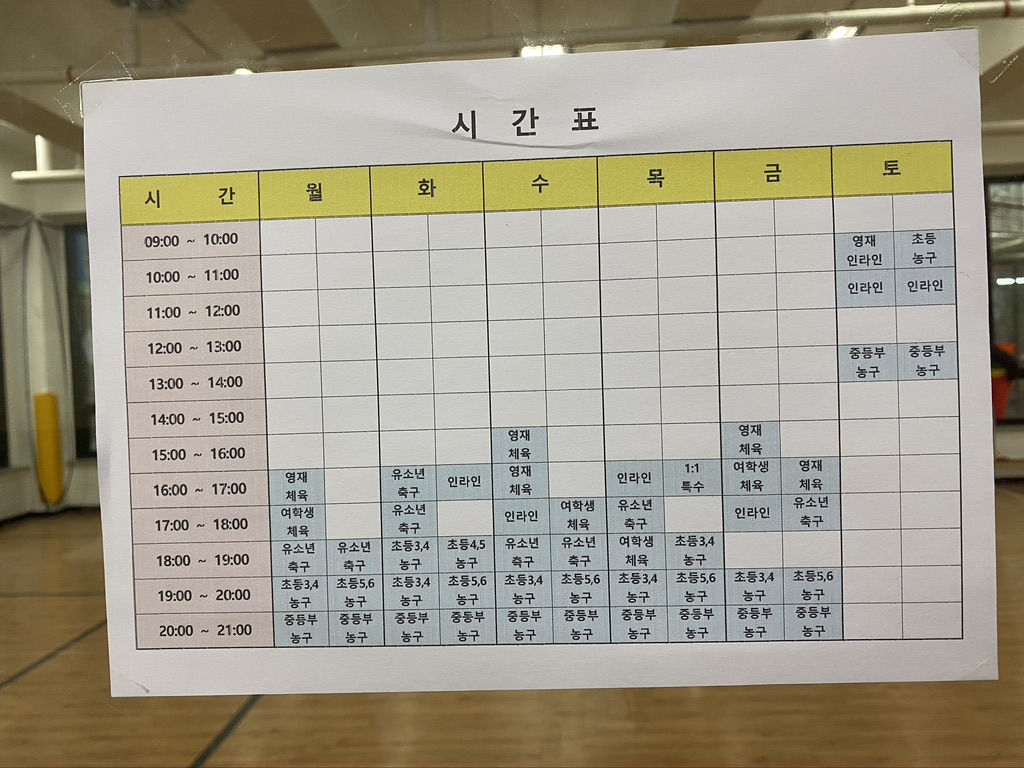 시 간 표
시 간 월 화 수 목 금 토
09:00 ~ 10:00
10:00 ~ 11:00 영재 인라인 초등 농구
11:00 ~ 12:00 인라인 인라인
12:00 ~ 13:00
13:00 ~ 14:00 중등부 농구 중등부 농구
14:00 ~ 15:00
15:00 ~ 16:00 영재 체육 영재 체육
16:00 ~ 17:00 영재 체육 유소년 축구 인라인 영재 체육 인라인 1:1 특수 여학생 체육 영재 체육
17:00 ~ 18:00 여학생 체육 유소년 축구 인라인 여학생 체육 유소년 축구 인라인 유소년 축구
18:00 ~ 19:00 유소년 축구 유소년 축구 초등3,4 농구 초등4,5 농구 유소년 축구 유소년 축구 여학생 체육 초등3,4 농구
19:00 ~ 20:00 초등3,4 농구 초등5,6 농구 초등3,4 농구 초등5,6 농구 초등3,4 농구 초등5,6 농구 초등3,4 농구 초등5,6 농구 초등3,4 농구 초등5,6 농구
20:00 ~ 21:00 중등부 농구 중등부 농구 중등부 농구 중등부 농구 중등부 농구 중등부 농구 중등부 농구 중등부 농구 중등부 농구 중등부 농구